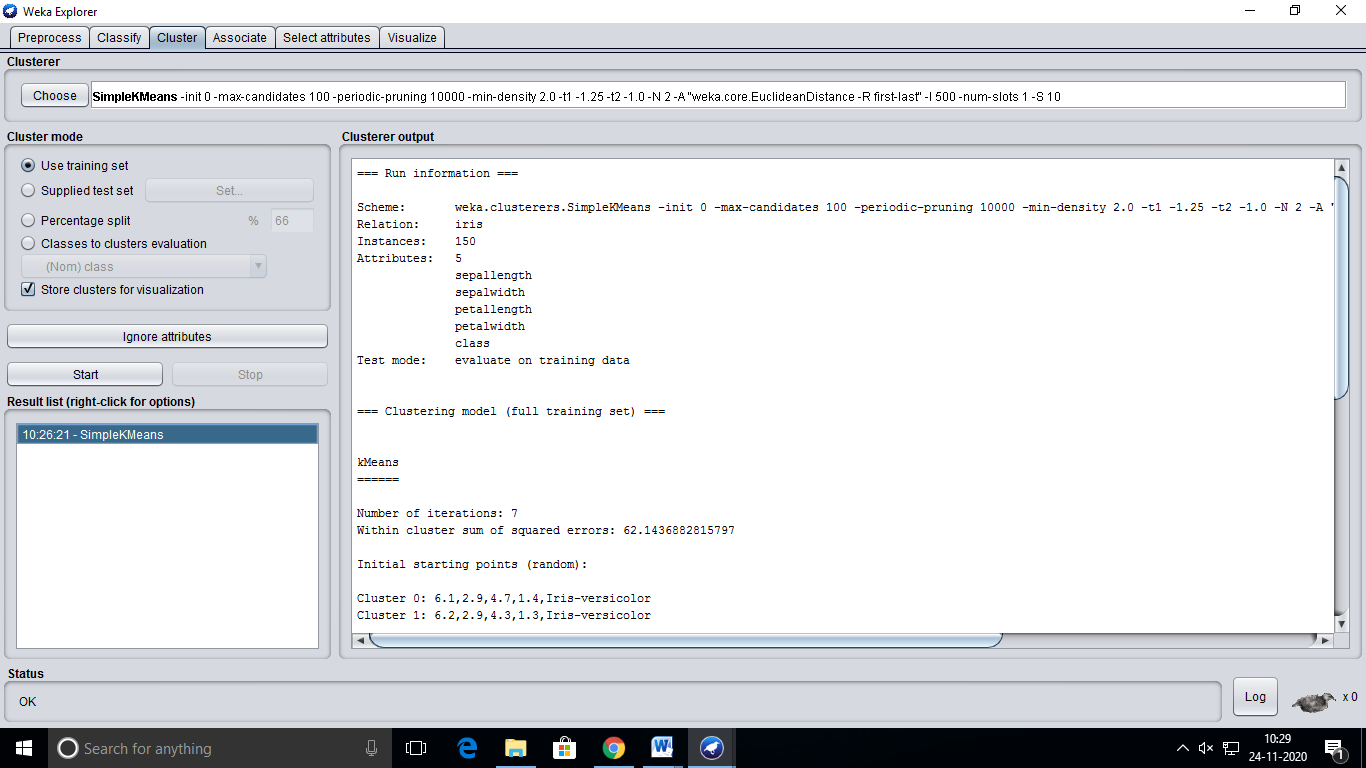 Weka Explorer
Preprocess Classify Cluster Associate Select attributes Visualize
Clusterer
Choose SimpleKMeans -init 0 -max-candidates 100 -periodic-pruning 10000 -min-density 2.0 -t1 -1.25 -t2 -1.0 -N 2 -A "weka.core.EuclideanDistance -R first-last" -I 500 -num-slots 1 -S 10
Cluster mode
Use training set
Supplied test set Set...
Percentage split % 66
Classes to clusters evaluation
(Nom) class
Store clusters for visualization
Ignore attributes
Start Stop
Result list (right-click for options)
10:26:21 - SimpleKMeans
Clusterer output
=== Run information ===
Scheme: weka.clusterers.SimpleKMeans -init 0 -max-candidates 100 -periodic-pruning 10000 -min-density 2.0 -t1 -1.25 -t2 -1.0 -N 2 -A "
Relation: iris
Instances: 150
Attributes: 5
sepallength
sepalwidth
petallength
petalwidth
class
Test mode: evaluate on training data
=== Clustering model (full training set) ===
kMeans
======
Number of iterations: 7
Within cluster sum of squared errors: 62.1436882815797
Initial starting points (random):
Cluster 0: 6.1,2.9,4.7,1.4,Iris-versicolor
Cluster 1: 6.2,2.9,4.3,1.3,Iris-versicolor
Status
OK
Log x 0
Search for anything
10:29
24-11-2020
1